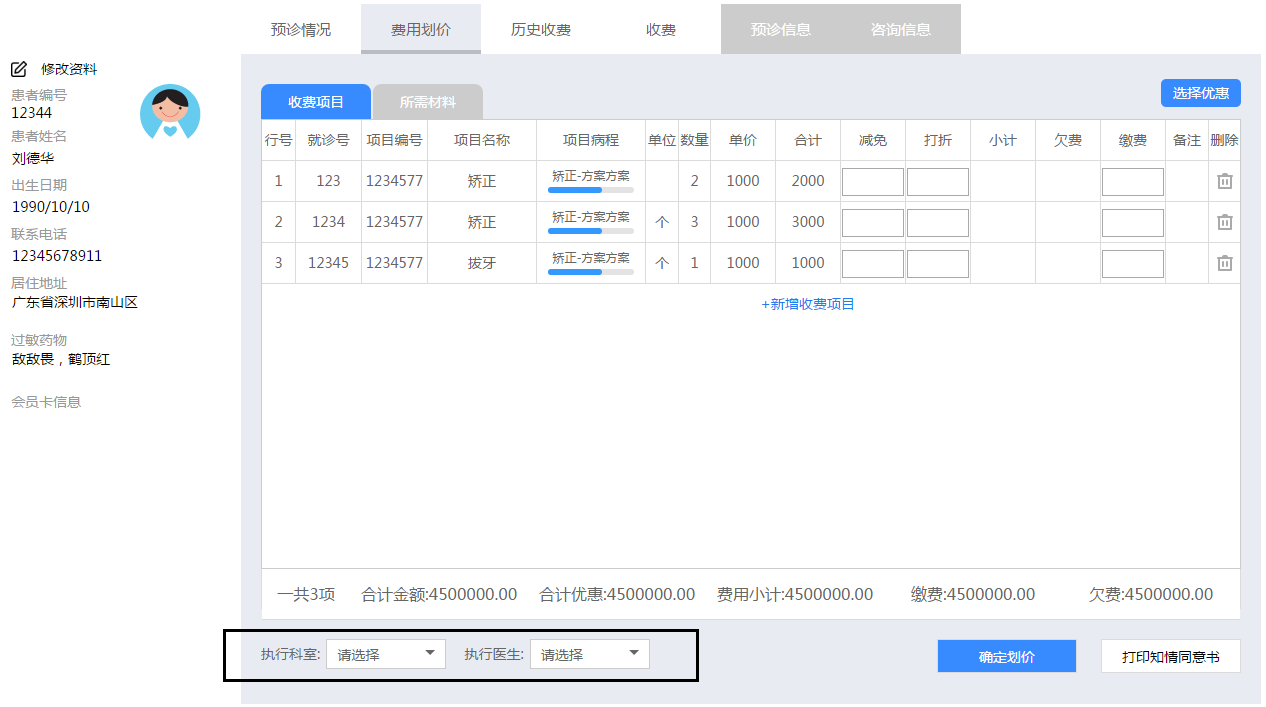 预诊情况 费用划价 历史收费 收费 预诊信息 咨询信息
修改资料
患者编号
12344
患者姓名
刘德华
出生日期
1990/10/10
联系电话
12345678911
居住地址
广东省深圳市南山区
过敏药物
敌敌畏，鹤顶红
会员卡信息
收费项目 所需材料 选择优惠
行号 就诊号 项目编号 项目名称 项目病程 单位 数量 单价 合计 减免 打折 小计 欠费 缴费 备注 删除
1 123 1234577 矫正 矫正-方案方案 2 1000 2000
2 1234 1234577 矫正 矫正-方案方案 个 3 1000 3000
3 12345 1234577 拔牙 矫正-方案方案 个 1 1000 1000
+新增收费项目
一共3项 合计金额:4500000.00 合计优惠:4500000.00 费用小计:4500000.00 缴费:4500000.00 欠费:4500000.00
执行科室: 请选择 执行医生: 请选择 确定划价 打印知情同意书